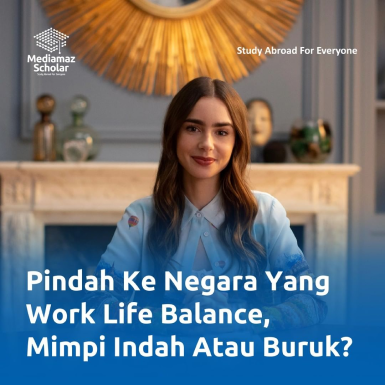 Mediamaz
Scholar
Study Abroad For Everyone
Pindah Ke Negara Yang
Work Life Balance,
Mimpi Indah Atau Buruk?